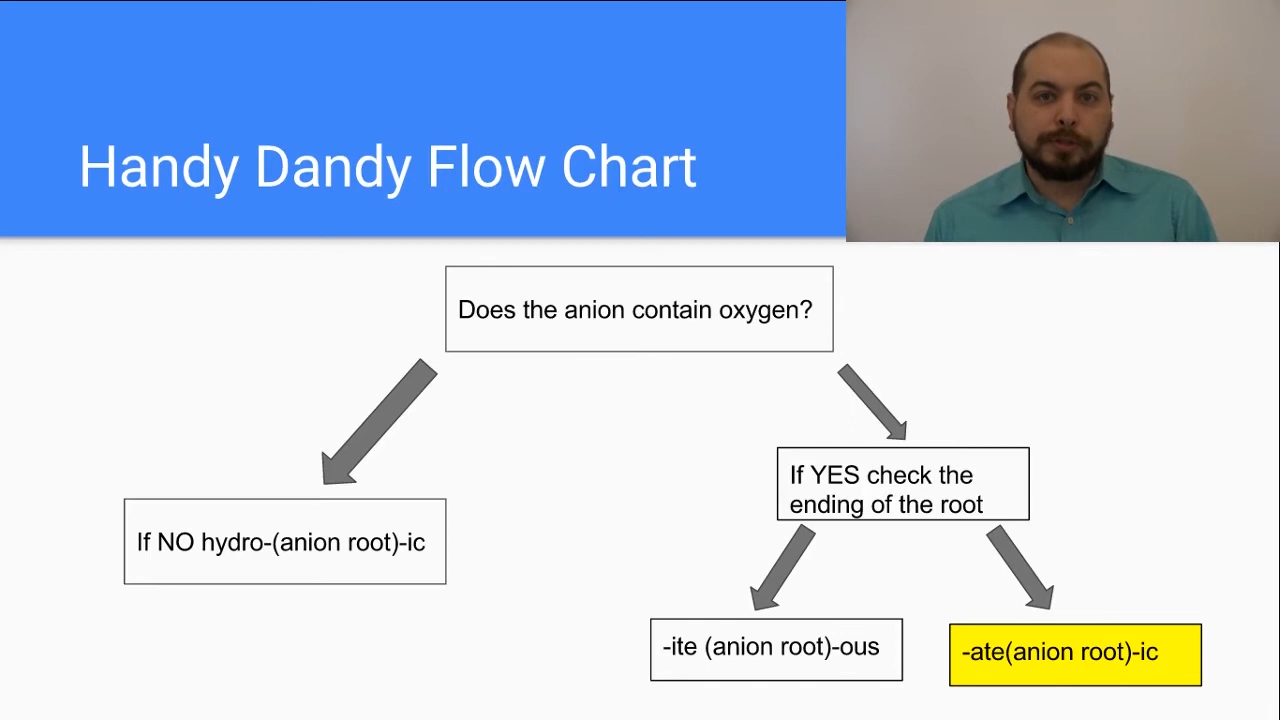 Handy Dandy Flow Chart
Does the anion contain oxygen?
If YES check the
ending of the root
If NO hydro-(anion root)-ic
-ite (anion root)-ous
-ate(anion root)-ic